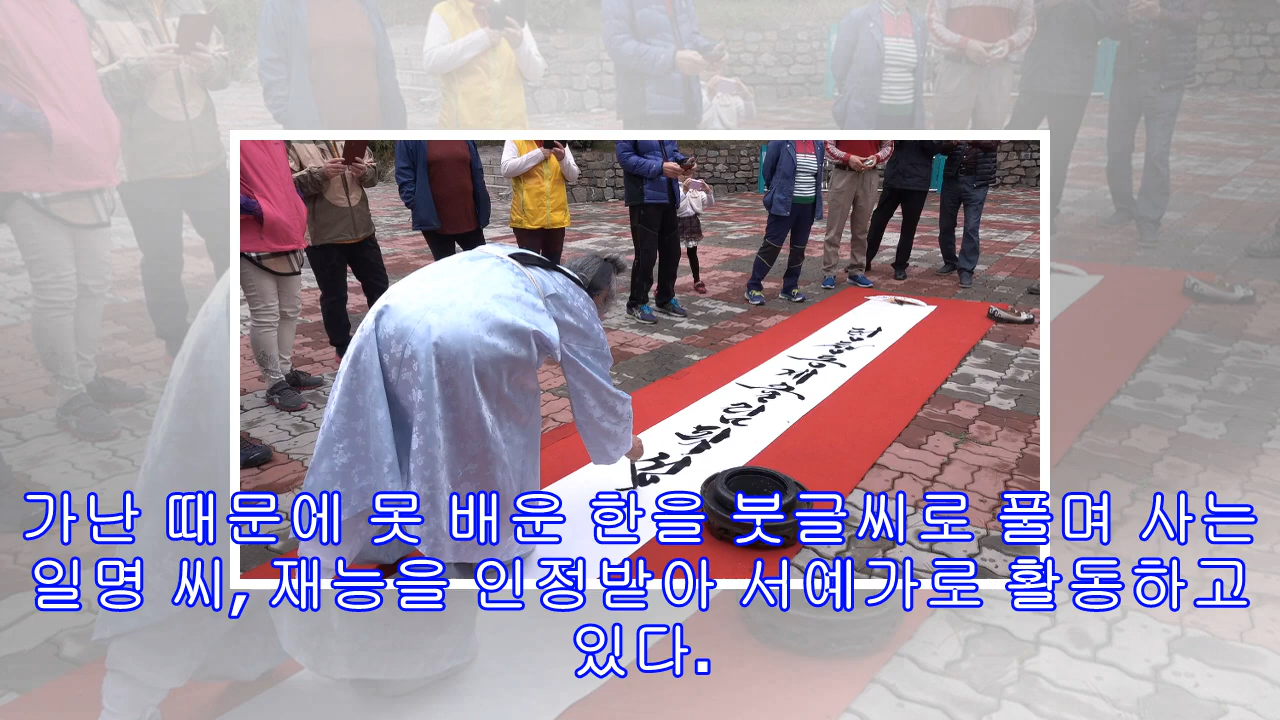 가난 때문에 못 배운 한을 붓글씨로 풀며 사는
일명 씨, 재능을 인정받아 서예가로 활동하고
있다.